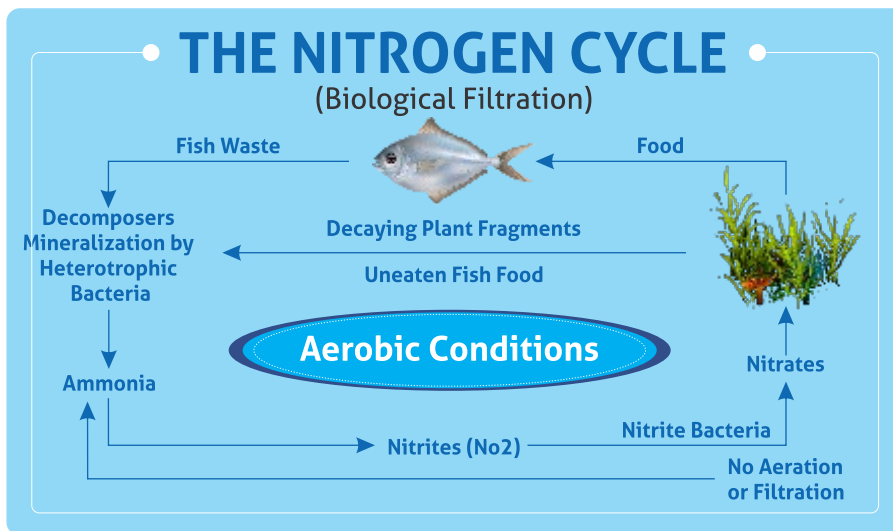 THE NITROGEN CYCLE
(Biological Filtration)
Fish Waste
Food
Decomposers
Mineralization by
Heterotrophic
Bacteria
Decaying Plant Fragments
Uneaten Fish Food
Aerobic Conditions
Ammonia
Nitrates
Nitrites (No2)
Nitrite Bacteria
No Aeration
or Filtration